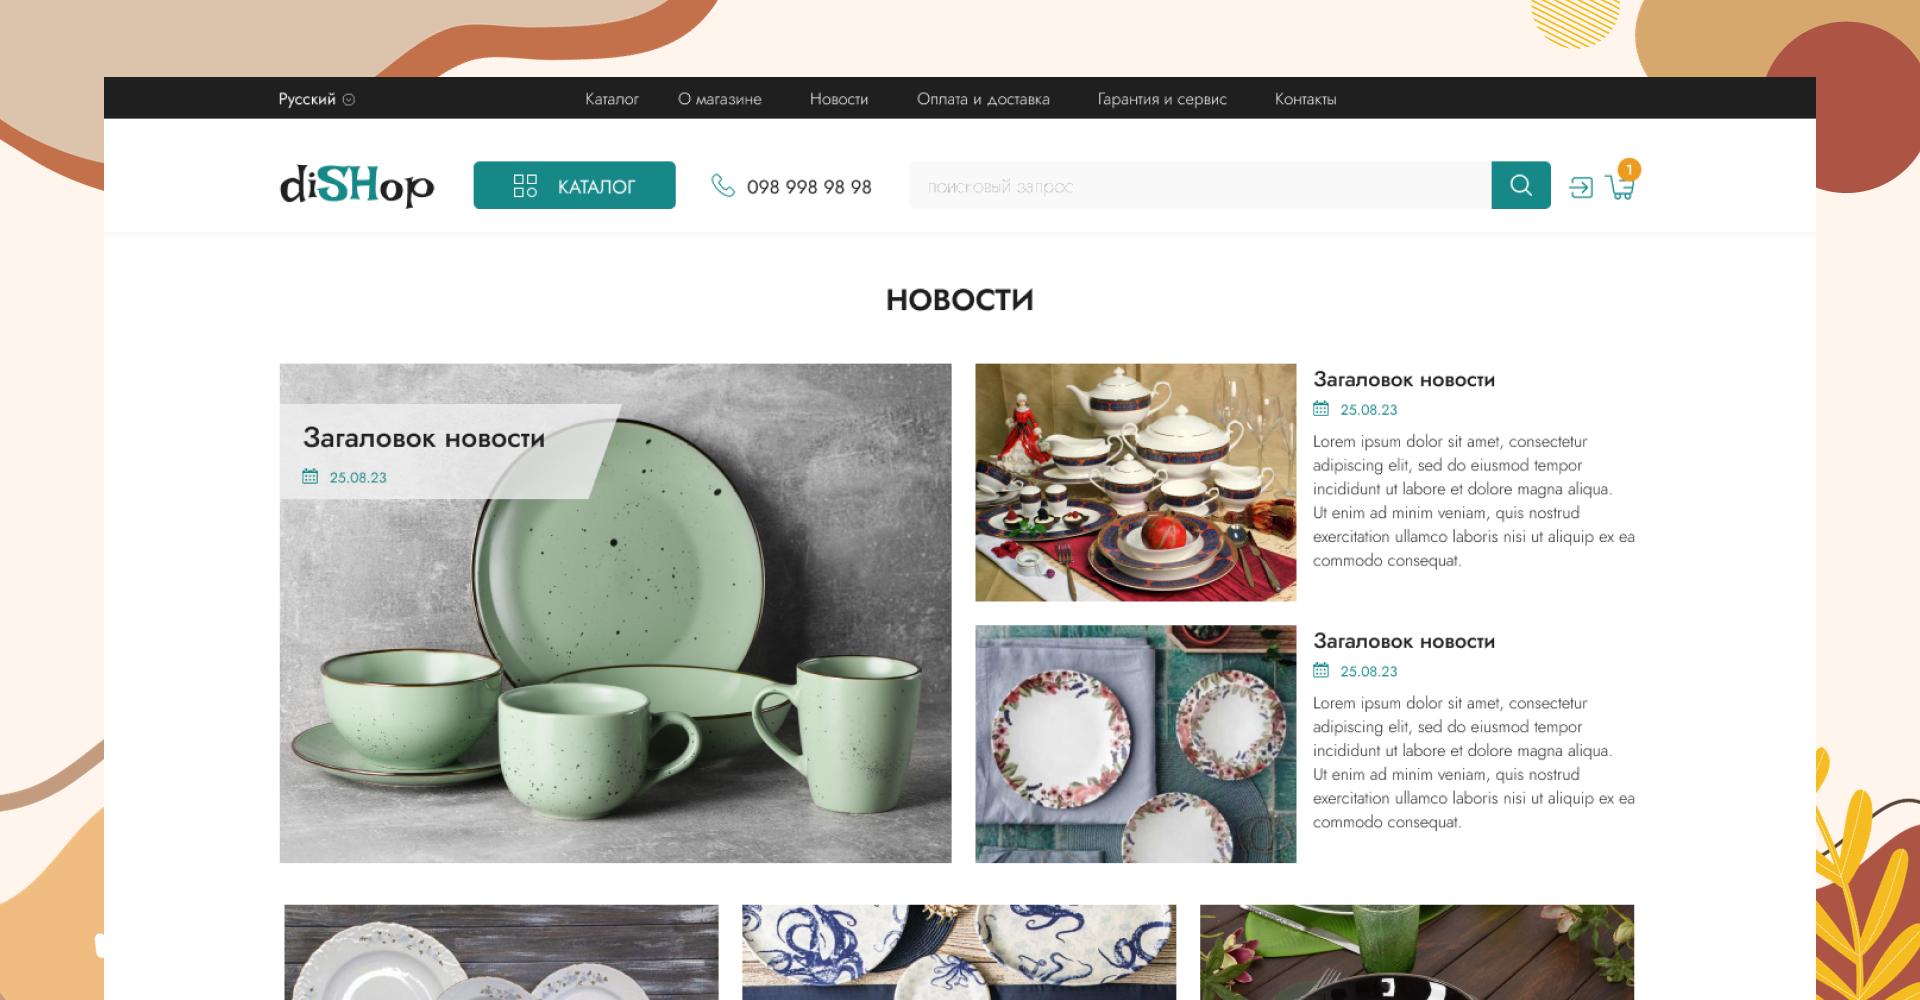 Русский
Каталог
О магазине
Новости
Оплата и доставка
Гарантия и сервис
Контакты
diSHop
КАТАЛОГ
098 998 98 98
поисковый запрос
1
НОВОСТИ
Загаловок новости
25.08.23
Загаловок новости
25.08.23
Lorem ipsum dolor sit amet, consectetur
adipiscing elit, sed do eiusmod tempor
incididunt ut labore et dolore magna aliqua.
Ut enim ad minim veniam, quis nostrud
exercitation ullamco laboris nisi ut aliquip ex ea
commodo consequat.
Загаловок новости
25.08.23
Lorem ipsum dolor sit amet, consectetur
adipiscing elit, sed do eiusmod tempor
incididunt ut labore et dolore magna aliqua.
Ut enim ad minim veniam, quis nostrud
exercitation ullamco laboris nisi ut aliquip ex ea
commodo consequat.